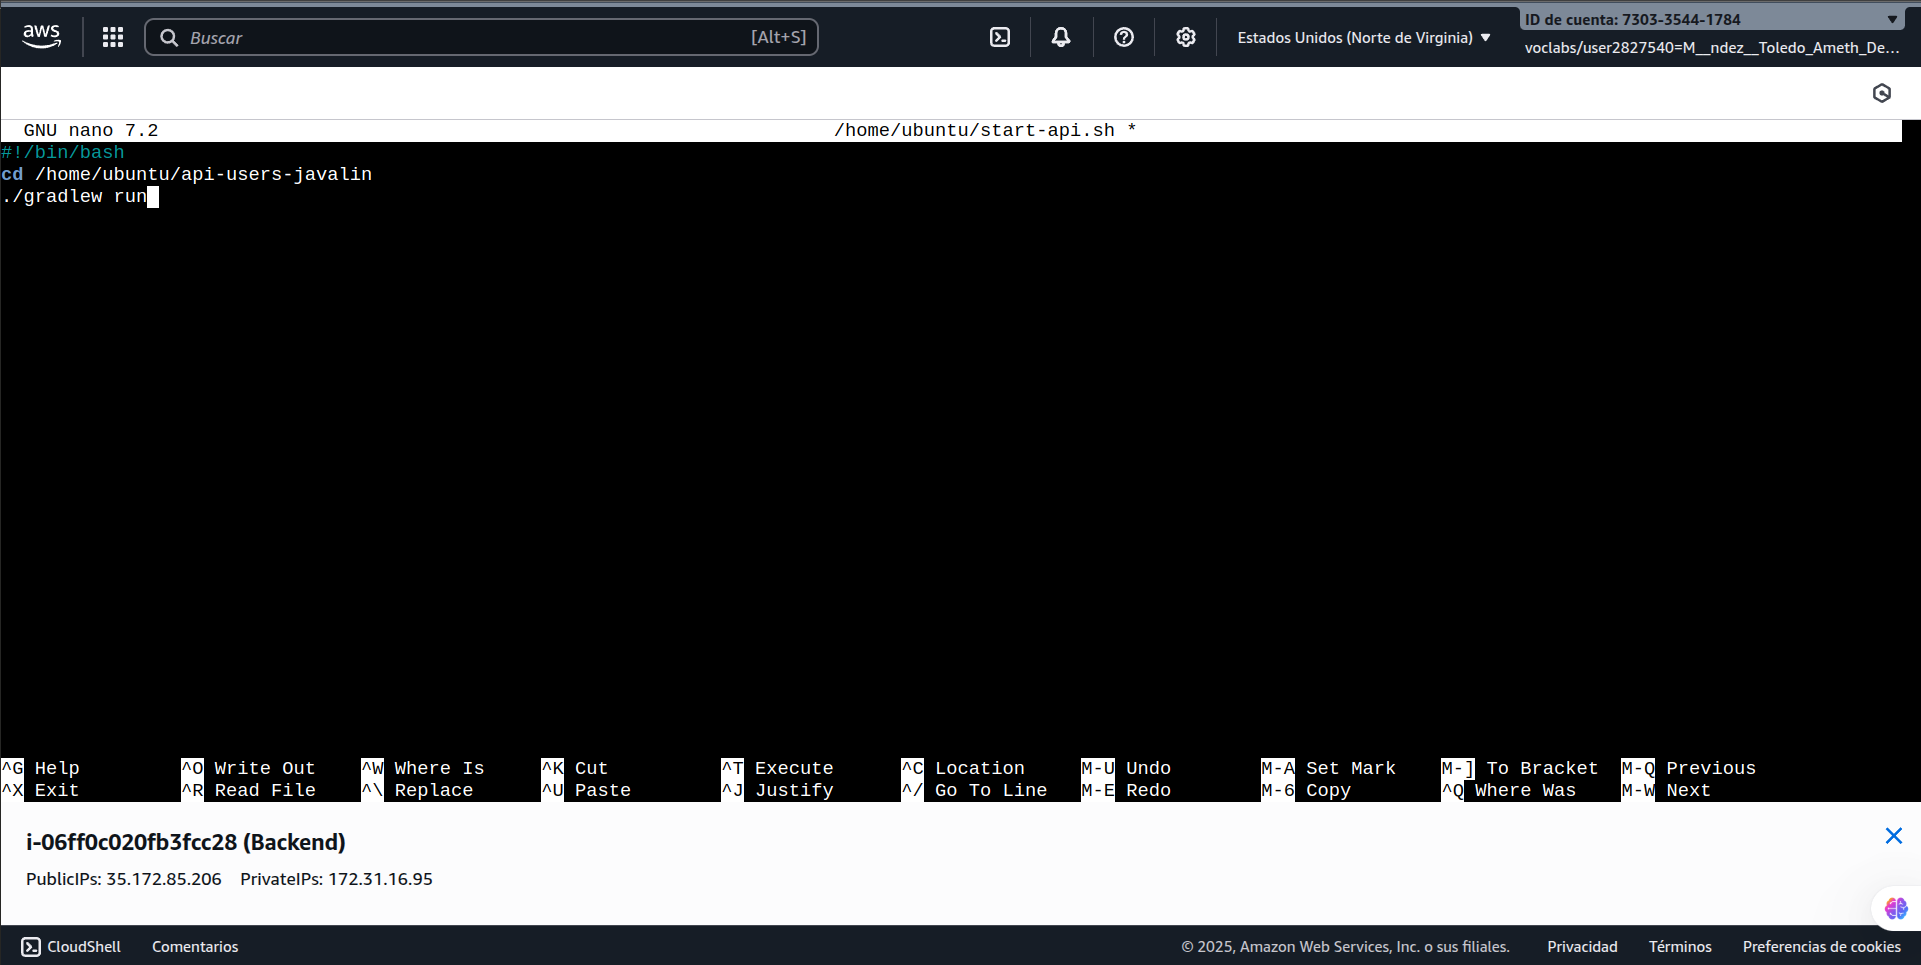 aws
Buscar [Alt+S]
Estados Unidos (Norte de Virginia)
ID de cuenta: 7303-3544-1784
voclabs/user2827540=M__ndez__Toledo_Ameth_De...
GNU nano 7.2 /home/ubuntu/start-api.sh *
#!/bin/bash
cd /home/ubuntu/api-users-javalin
./gradlew run
^G Help ^O Write Out ^W Where Is ^K Cut ^T Execute ^C Location M-U Undo M-A Set Mark M-] To Bracket M-Q Previous
^X Exit ^R Read File ^\ Replace ^U Paste ^J Justify ^/ Go To Line M-E Redo M-6 Copy ^Q Where Was M-W Next
i-06ff0c020fb3fcc28 (Backend)
PublicIPs: 35.172.85.206 PrivateIPs: 172.31.16.95
CloudShell Comentarios © 2025, Amazon Web Services, Inc. o sus filiales. Privacidad Términos Preferencias de cookies